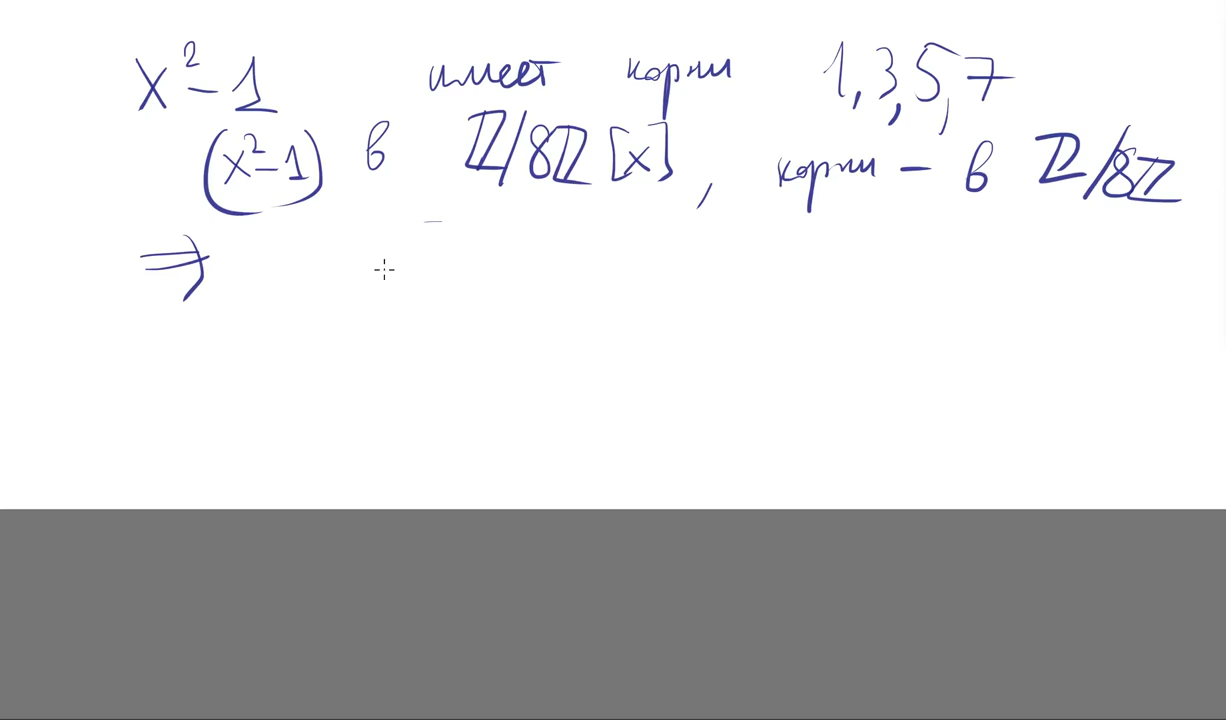 x² - 1 имеет корни 1, 3, 5, 7
(x² - 1) в ℤ/8ℤ [x], корни - в ℤ/8ℤ
⇒